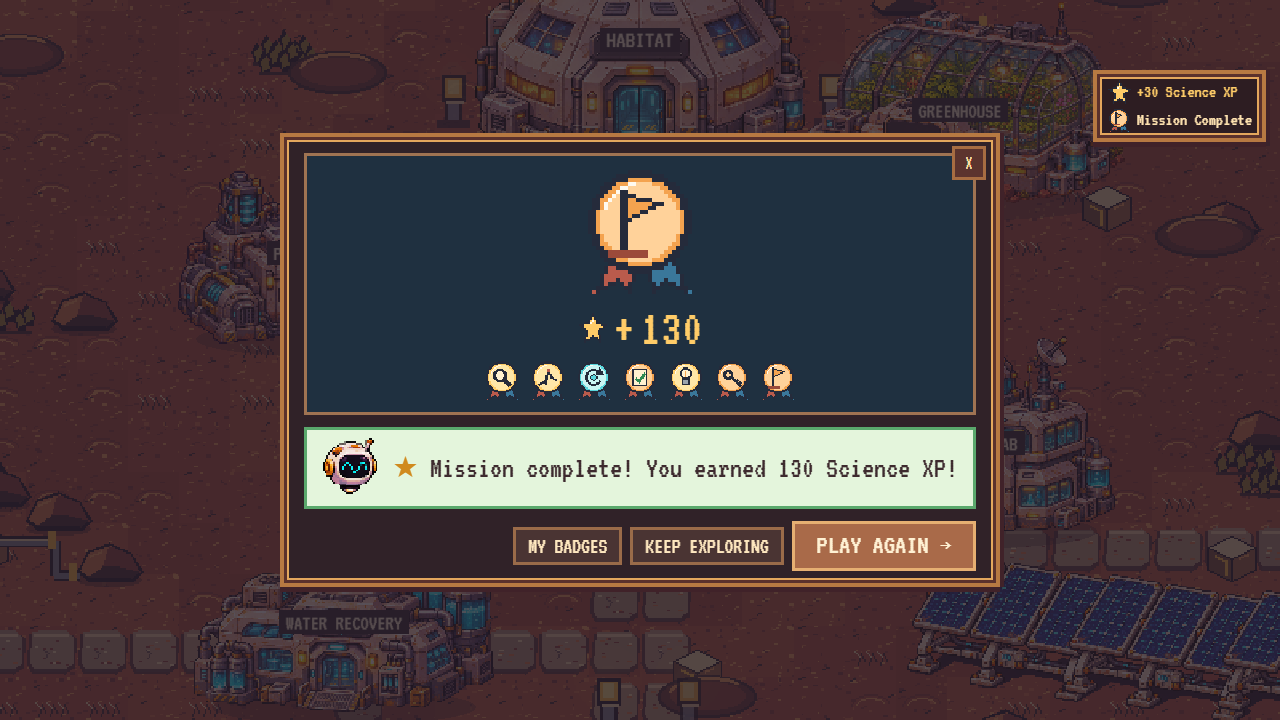 HABITAT
GREENHOUSE
+30 Science XP
Mission Complete
X
+130
Mission complete! You earned 130 Science XP!
MY BADGES
KEEP EXPLORING
PLAY AGAIN →
WATER RECOVERY